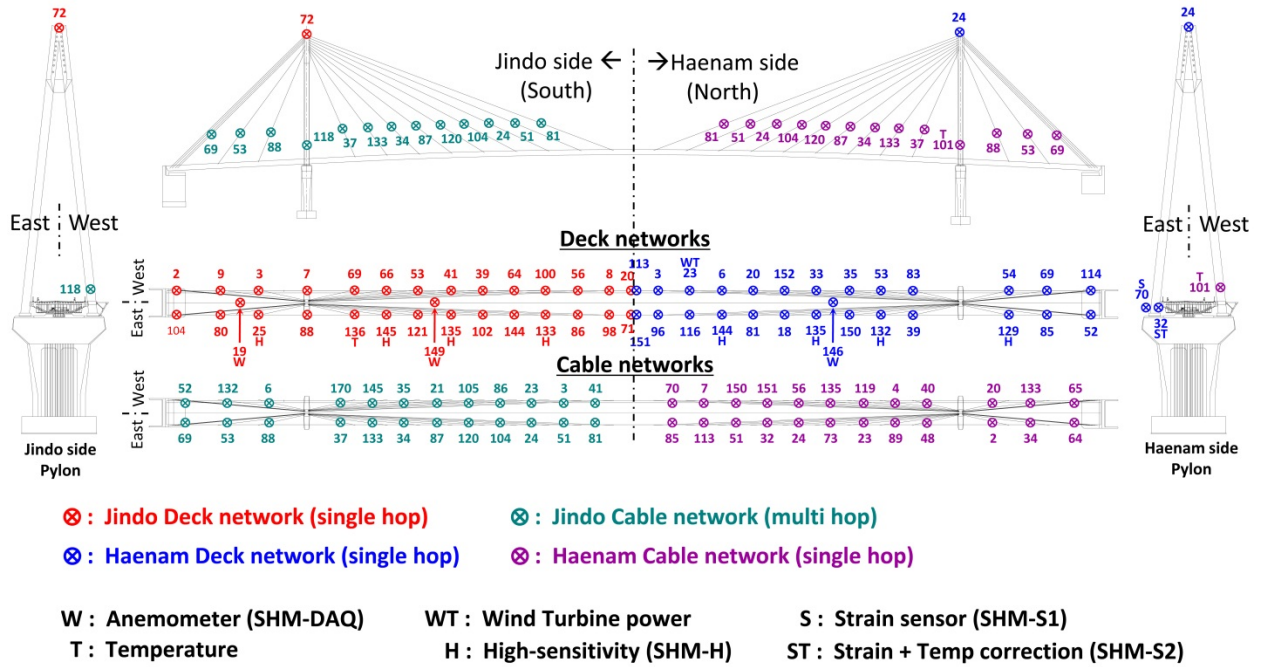 72
72
24
24
Jindo side ← → Haenam side
(South) (North)
69 53 88 118 37 133 34 87 120 104 24 51 81
81 51 24 104 120 87 34 133 37 T 101 88 53 69
East West
East West
118
T
101
S
70
32
ST
Jindo side
Pylon
Haenam side
Pylon
Deck networks
West
East
2 9 3 7 69 66 53 41 39 64 100 56 8 20 113 3 WT 23 6 20 152 33 35 53 83 54 69 114
104 80 25 88 136 145 121 135 102 144 133 86 98 71 151 96 116 144 81 18 135 150 132 39 129 85 52
H T H H H H H H H
19 149 146
W W W
Cable networks
West
East
52 132 6 170 145 35 21 105 86 23 3 41 70 7 150 151 56 135 119 4 40 20 133 65
69 53 88 37 133 34 87 120 104 24 51 81 85 113 51 32 24 73 23 89 48 2 34 64
: Jindo Deck network (single hop) : Jindo Cable network (multi hop)
: Haenam Deck network (single hop) : Haenam Cable network (single hop)
W : Anemometer (SHM-DAQ) WT : Wind Turbine power S : Strain sensor (SHM-S1)
T : Temperature H : High-sensitivity (SHM-H) ST : Strain + Temp correction (SHM-S2)